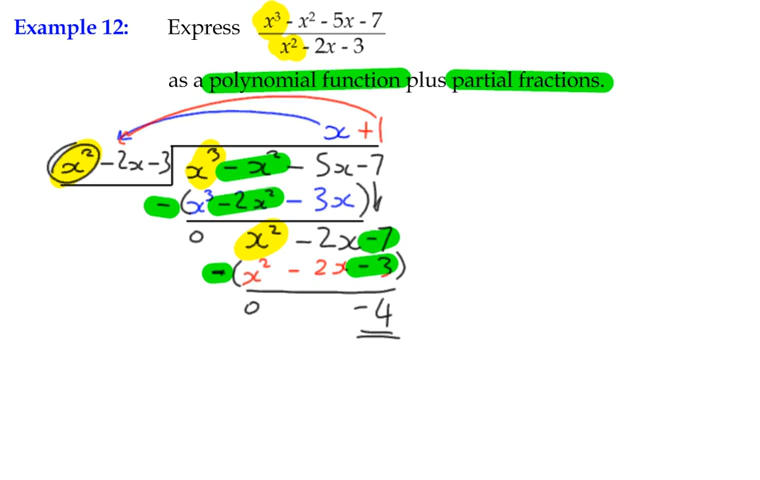 Example 12: Express x³ - x² - 5x - 7
x² - 2x - 3
as a polynomial function plus partial fractions.
x +1
x² - 2x - 3 x³ - x² - 5x - 7
- (x³ - 2x² - 3x) ↓
0 x² - 2x - 7
- (x² - 2x - 3)
0 - 4